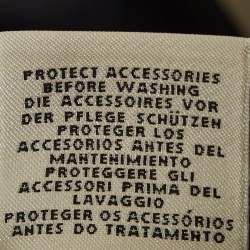 PROTECT ACCESSORIES
BEFORE WASHING
DIE ACCESSOIRES VOR
DER PFLEGE SCHÜTZEN
PROTEGER LOS
ACCESORIOS ANTES DEL
MANTENIMIENTO
PROTEGGERE GLI
ACCESSORI PRIMA DEL
LAVAGGIO
PROTEGER OS ACESSÓRIOS
ANTES DO TRATAMENTO